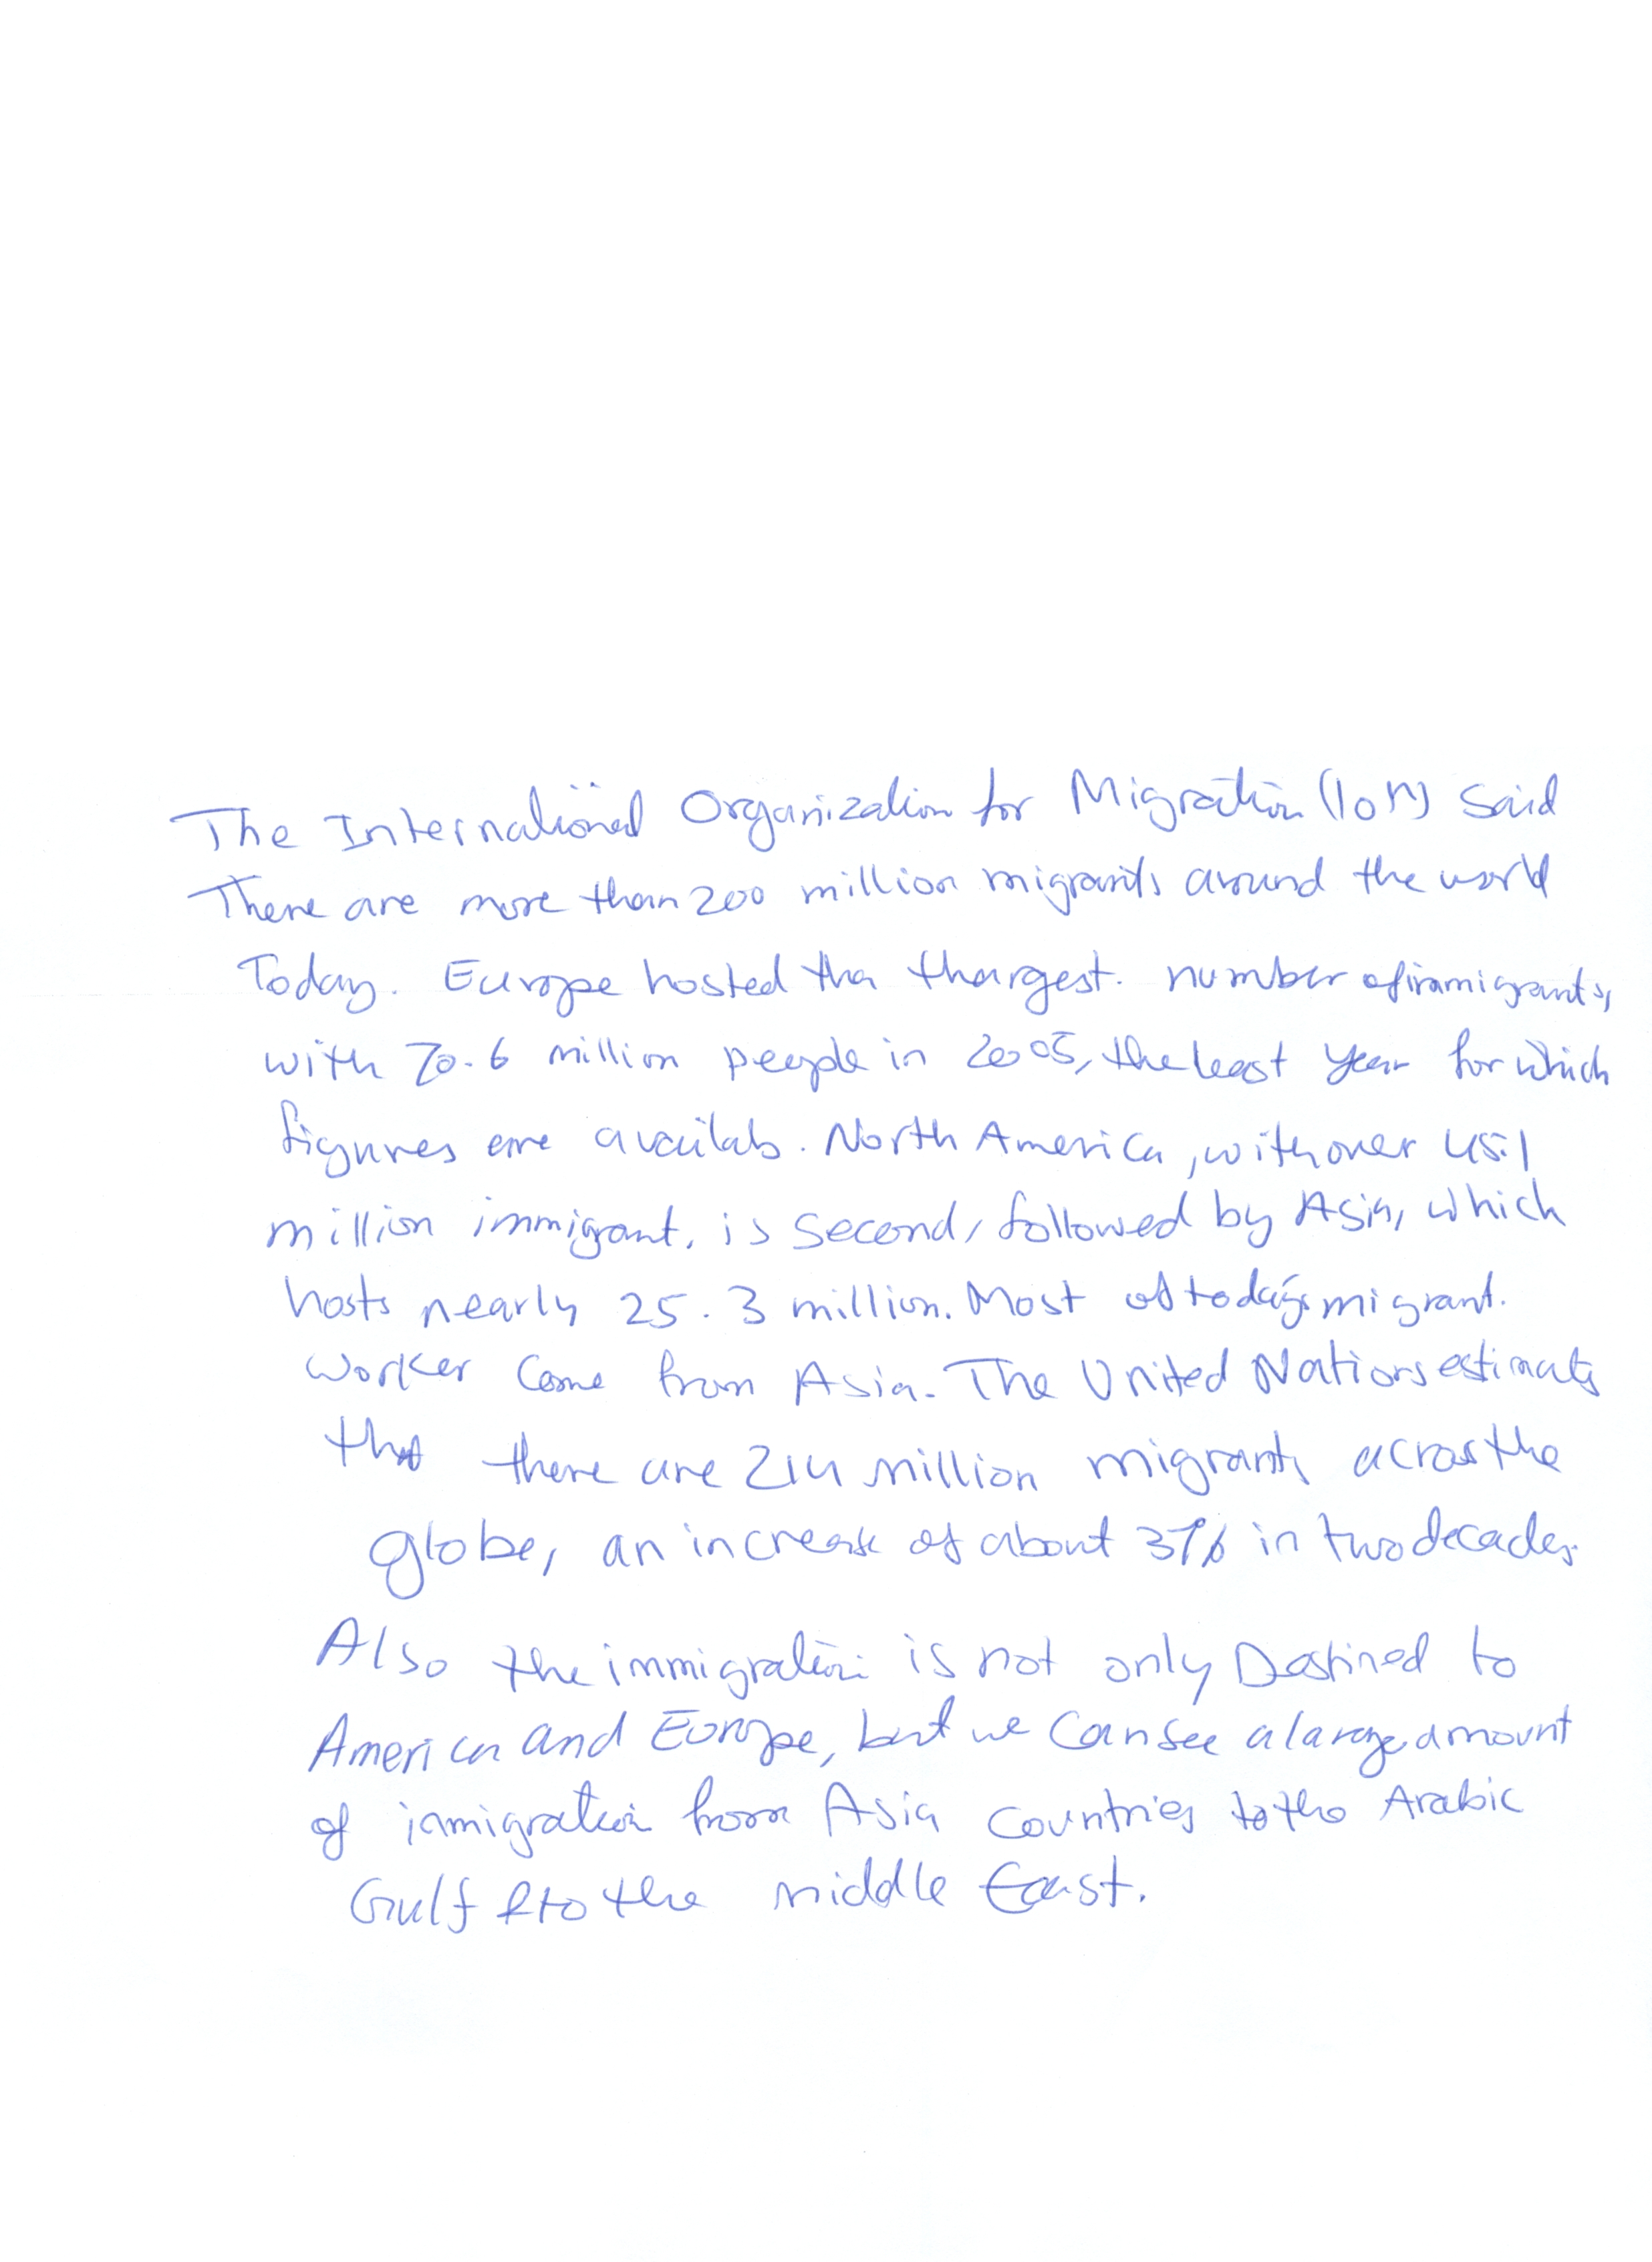 The International Organization for Migration (IOM) said
There are more than 200 million migrants around the world
Today. Europe hosted tha thargest. number of immigrants,
with 70.6 million people in 2005, the least year for which
figures are availab. North America, with over 45.1
million immigrant. is second, followed by Asia, which
hosts nearly 25.3 million. Most of today's migrant.
worker come from Asia. The United Nations estimats
that there are 214 million migrants across the
globe, an increase of about 37% in two decades.
Also the immigration is not only Destined to
America and Europe, but we can see a large amount
of immigration from Asia countries to the Arabic
Gulf & to the middle East.